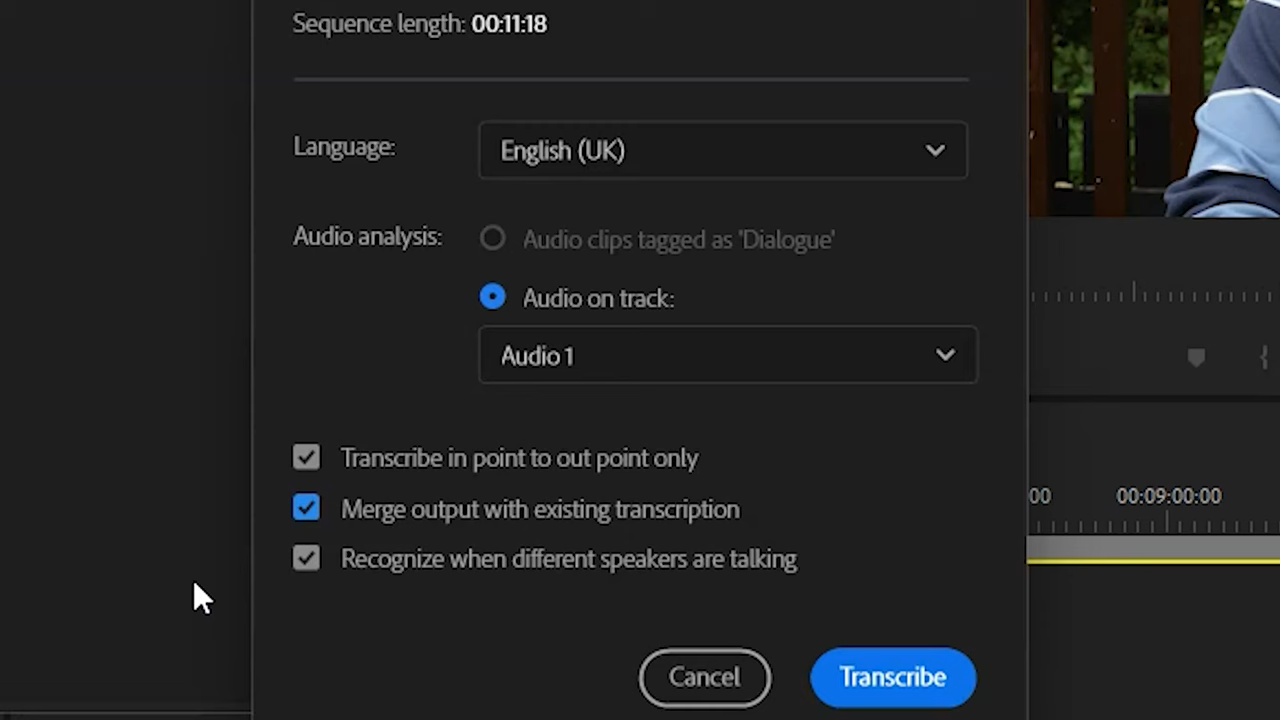 Sequence length: 00:11:18
Language: English (UK)
Audio analysis: Audio clips tagged as 'Dialogue'
Audio on track:
Audio 1
Transcribe in point to out point only
00 00:09:00:00
Merge output with existing transcription
Recognize when different speakers are talking
Cancel Transcribe